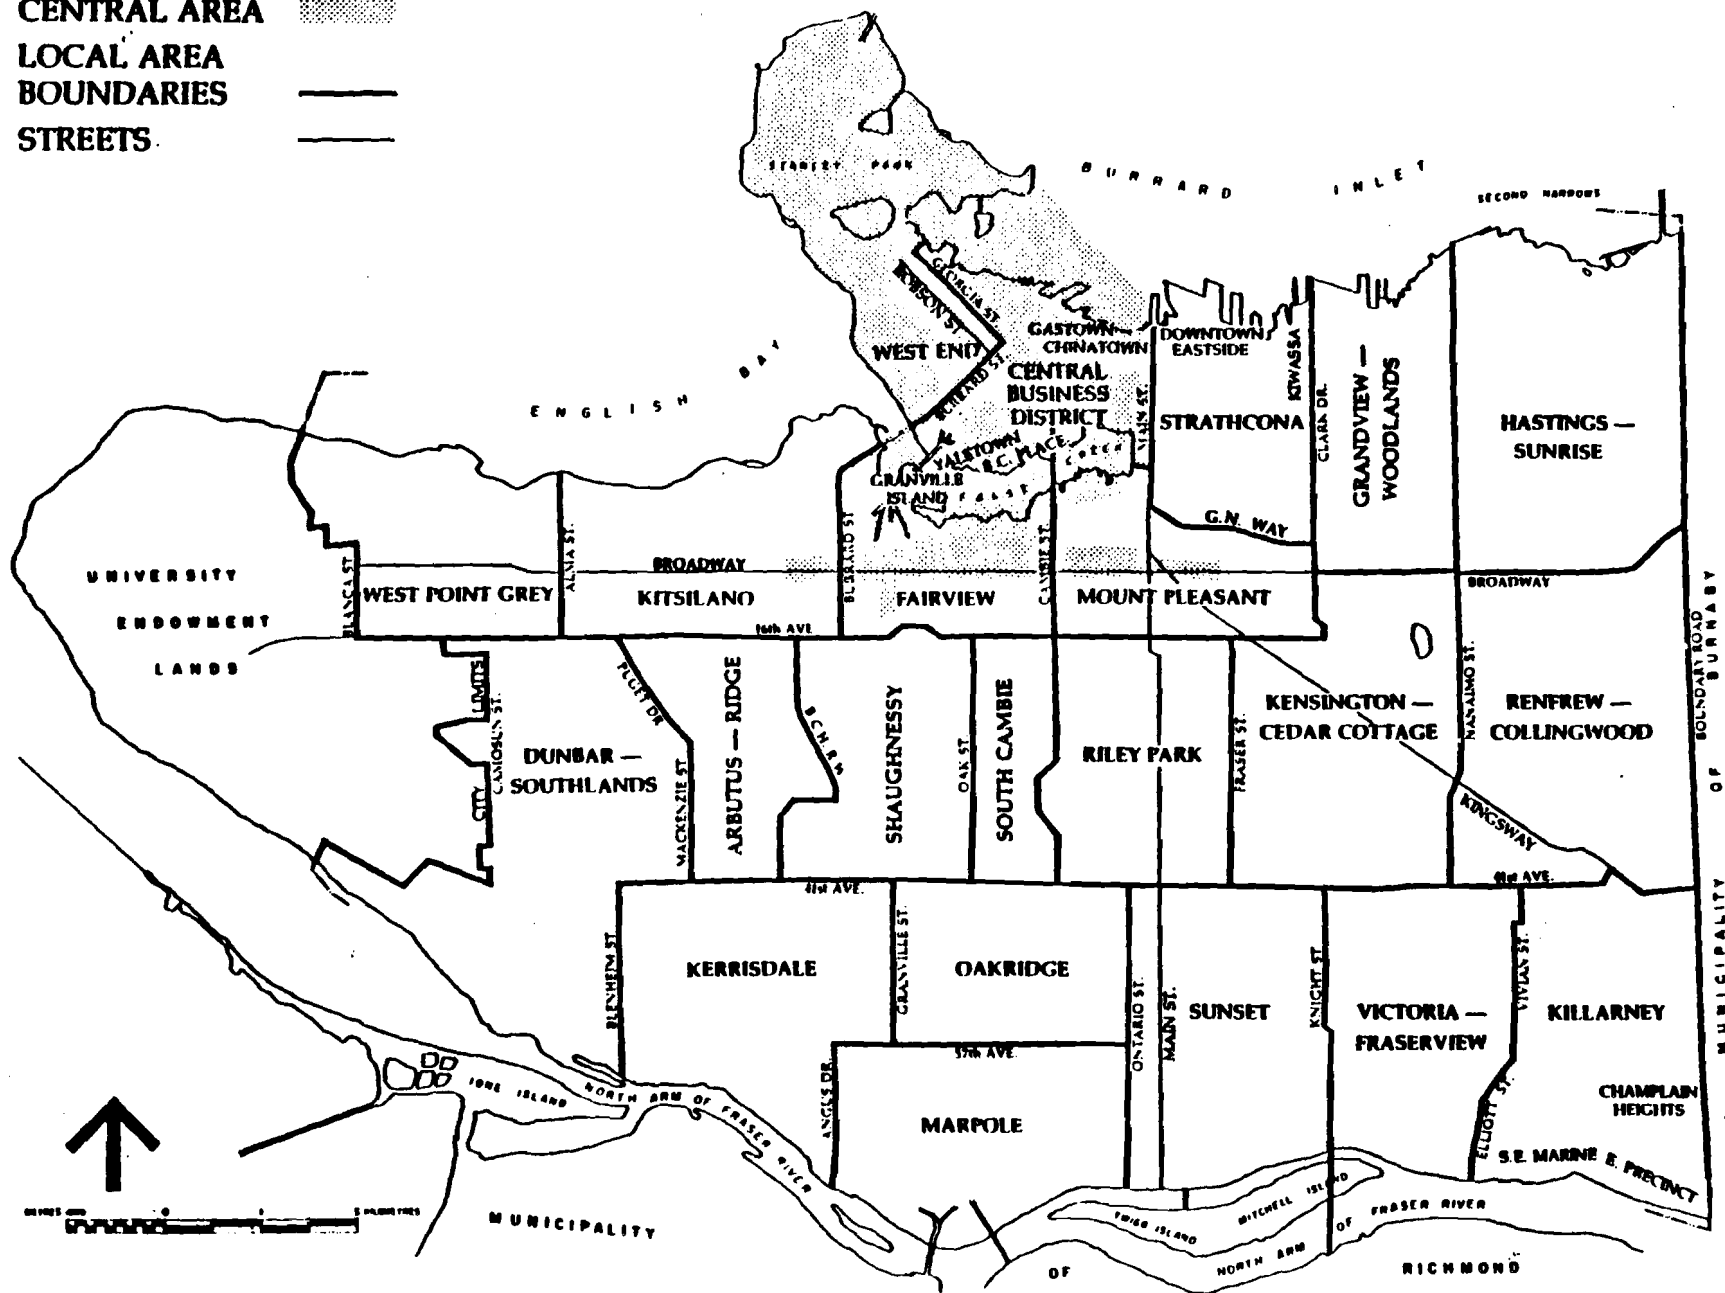 CENTRAL AREA
LOCAL AREA
BOUNDARIES
STREETS
STANLEY PARK
BURRARD INLET
SECOND NARROWS
GEORGIA ST.
ROBSON ST
WEST END
BURRARD ST.
GASTOWN—
CHINATOWN
CENTRAL
BUSINESS
DISTRICT
DOWNTOWN
EASTSIDE
KIWASSA
MAIN ST.
STRATHCONA
CLARK DR.
GRANDVIEW —
WOODLANDS
HASTINGS —
SUNRISE
ENGLISH BAY
YALETOWN
B.C. PLACE
FALSE CREEK
GRANVILLE
ISLAND
G.N. WAY
UNIVERSITY
ENDOWMENT
LANDS
BLANCA ST
WEST POINT GREY
ALMA ST.
BROADWAY
KITSILANO
BURRARD ST
FAIRVIEW
CAMBIE ST.
MOUNT PLEASANT
BROADWAY
16th AVE
CITY LIMITS
CAMOSUN ST.
DUNBAR —
SOUTHLANDS
PUGET DR
MACKENZIE ST.
ARBUTUS — RIDGE
B.C.H. RW
SHAUGHNESSY
OAK ST.
SOUTH CAMBIE
RILEY PARK
FRASER ST.
KENSINGTON —
CEDAR COTTAGE
NANAIMO ST.
RENFREW —
COLLINGWOOD
KINGSWAY
BOUNDARY ROAD
MUNICIPALITY OF BURNABY
41st AVE.
41st AVE.
BLENHEIM ST.
KERRISDALE
GRANVILLE ST.
OAKRIDGE
57th AVE.
ANGUS DR.
MARPOLE
ONTARIO ST.
MAIN ST.
SUNSET
KNIGHT ST
VICTORIA —
FRASERVIEW
VIVIAN ST.
ELLIOTT ST.
KILLARNEY
CHAMPLAIN
HEIGHTS
S.E. MARINE E. PRECINCT
IONE ISLAND
NORTH ARM OF FRASER RIVER
TWIGG ISLAND
MITCHELL ISLAND
NORTH ARM OF FRASER RIVER
MUNICIPALITY OF RICHMOND